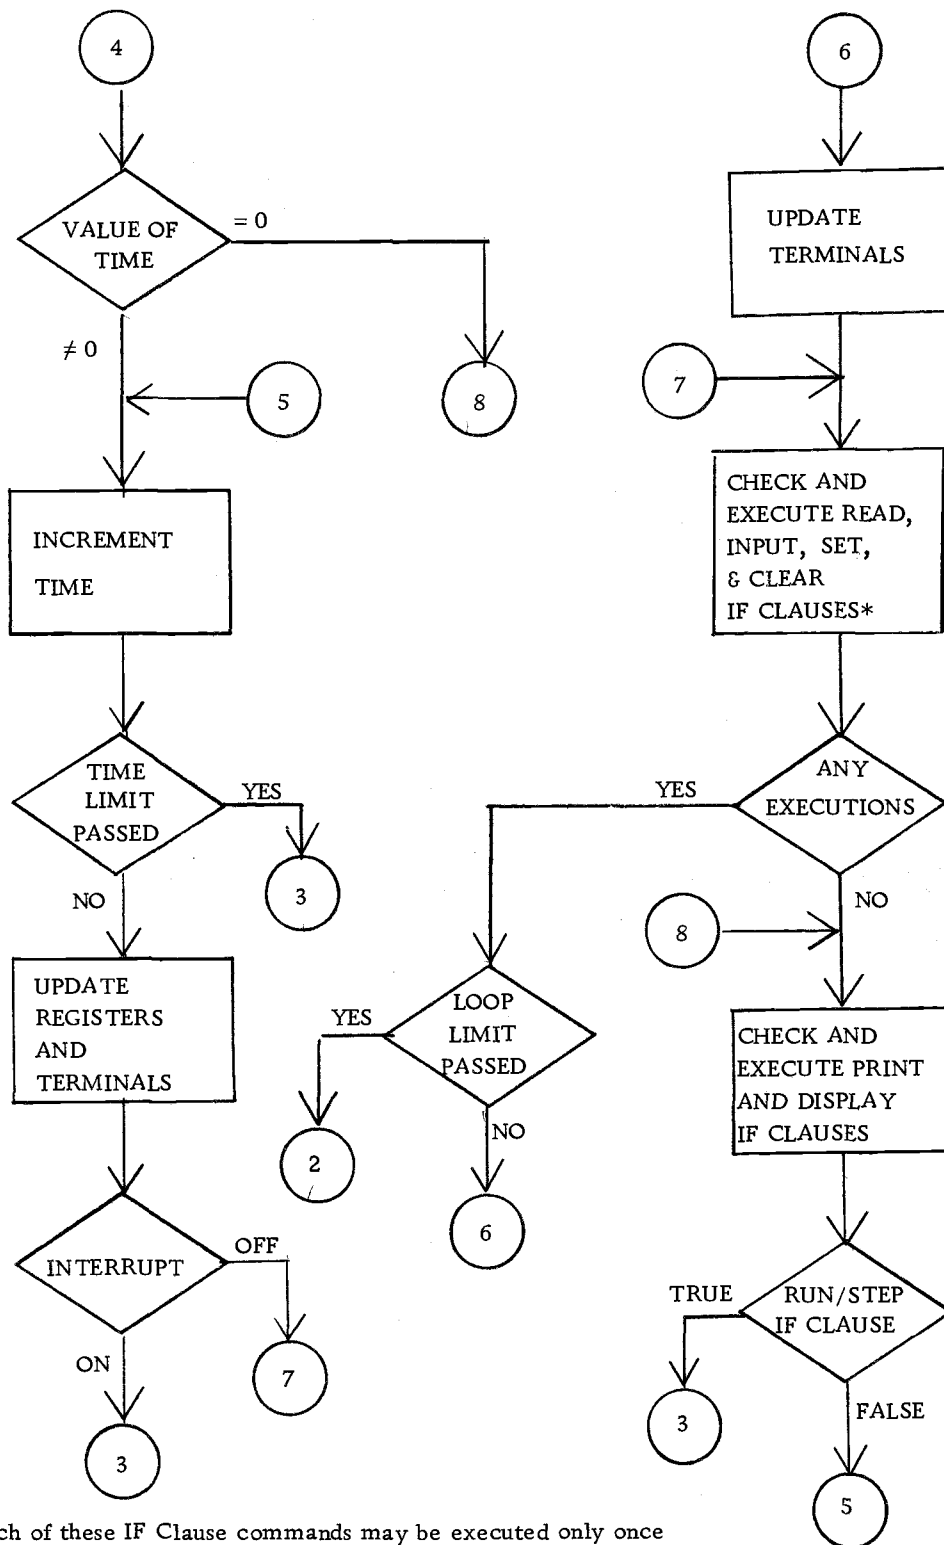 4
VALUE OF
TIME
= 0
≠ 0
5
8
INCREMENT
TIME
TIME
LIMIT
PASSED
YES
3
NO
UPDATE
REGISTERS
AND
TERMINALS
INTERRUPT
OFF
7
ON
3
6
UPDATE
TERMINALS
7
CHECK AND
EXECUTE READ,
INPUT, SET,
& CLEAR
IF CLAUSES*
ANY
EXECUTIONS
YES
NO
8
LOOP
LIMIT
PASSED
YES
2
NO
6
CHECK AND
EXECUTE PRINT
AND DISPLAY
IF CLAUSES
RUN/STEP
IF CLAUSE
TRUE
3
FALSE
5
ch of these IF Clause commands may be executed only once